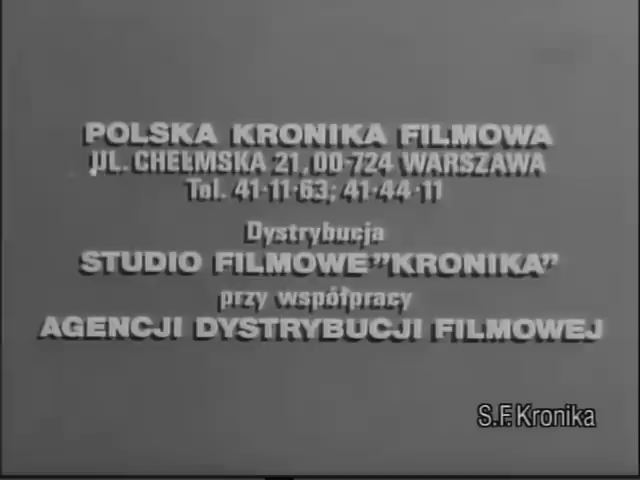 POLSKA KRONIKA FILMOWA
UL. CHEŁMSKA 21, 00-724 WARSZAWA
Tel. 41·11·63; 41·44·11
Dystrybucja
STUDIO FILMOWE "KRONIKA"
przy współpracy
AGENCJI DYSTRYBUCJI FILMOWEJ
S.F. Kronika